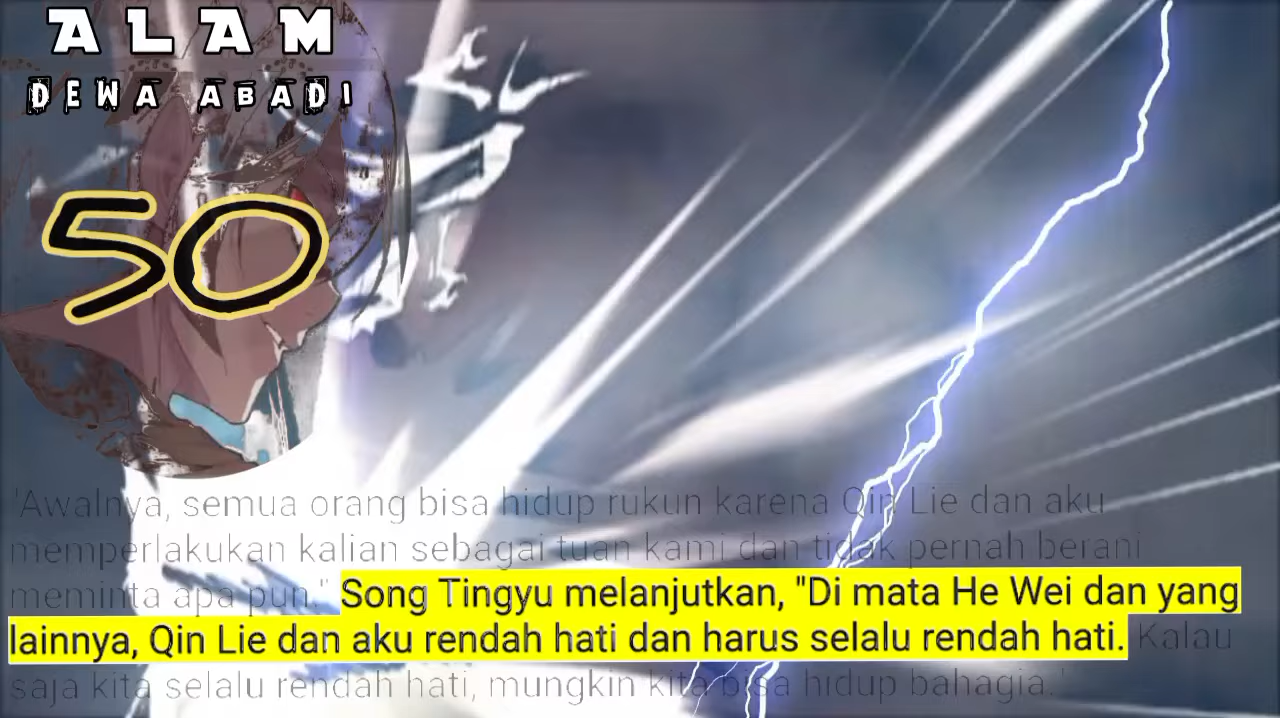 ALAM
DEWA ABADI
50
'Awalnya, semua orang bisa hidup rukun karena Qin Lie dan aku
memperlakukan kalian sebagai tuan kami dan tidak pernah berani
meminta apa pun." Song Tingyu melanjutkan, "Di mata He Wei dan yang
lainnya, Qin Lie dan aku rendah hati dan harus selalu rendah hati. Kalau
saja kita selalu rendah hati, mungkin kita bisa hidup bahagia.'